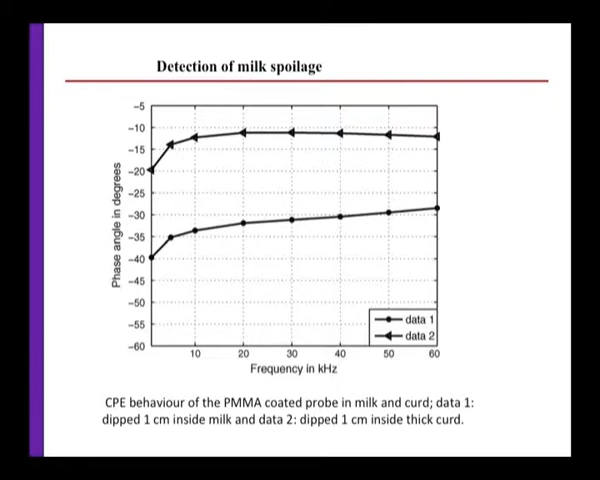 Detection of milk spoilage
−5
−10
−15
−20
−25
−30
−35
−40
−45
−50
−55
−60
Phase angle in degrees
10 20 30 40 50 60
Frequency in kHz
data 1
data 2
CPE behaviour of the PMMA coated probe in milk and curd; data 1:
dipped 1 cm inside milk and data 2: dipped 1 cm inside thick curd.